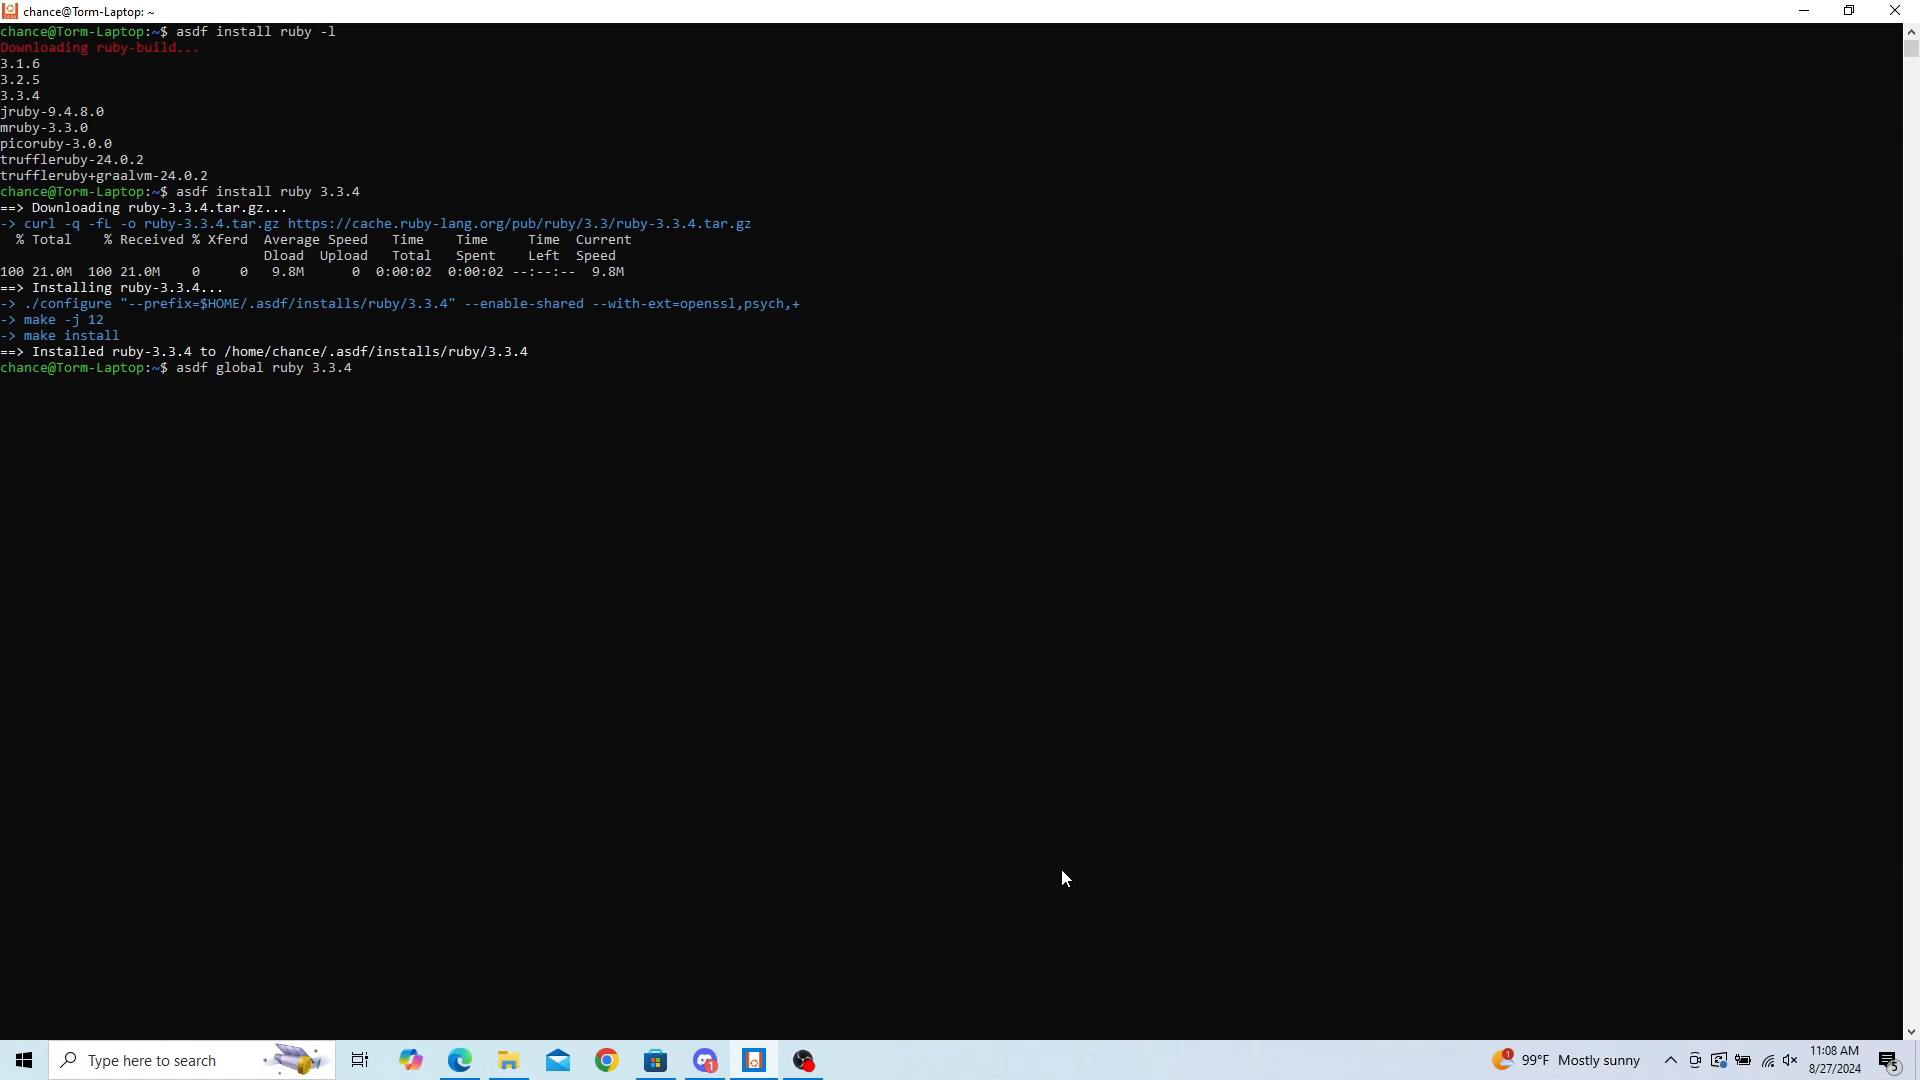 chance@Torm-Laptop: ~
chance@Torm-Laptop:~$ asdf install ruby -l
Downloading ruby-build...
3.1.6
3.2.5
3.3.4
jruby-9.4.8.0
mruby-3.3.0
picoruby-3.0.0
truffleruby-24.0.2
truffleruby+graalvm-24.0.2
chance@Torm-Laptop:~$ asdf install ruby 3.3.4
==> Downloading ruby-3.3.4.tar.gz...
-> curl -q -fL -o ruby-3.3.4.tar.gz https://cache.ruby-lang.org/pub/ruby/3.3/ruby-3.3.4.tar.gz
  % Total    % Received % Xferd  Average Speed   Time    Time     Time  Current
                                 Dload  Upload   Total   Spent    Left  Speed
100 21.0M  100 21.0M    0     0   9.8M      0  0:00:02  0:00:02 --:--:--  9.8M
==> Installing ruby-3.3.4...
-> ./configure "--prefix=$HOME/.asdf/installs/ruby/3.3.4" --enable-shared --with-ext=openssl,psych,+
-> make -j 12
-> make install
==> Installed ruby-3.3.4 to /home/chance/.asdf/installs/ruby/3.3.4
chance@Torm-Laptop:~$ asdf global ruby 3.3.4
Type here to search
1
1
99°F Mostly sunny
11:08 AM
8/27/2024
5